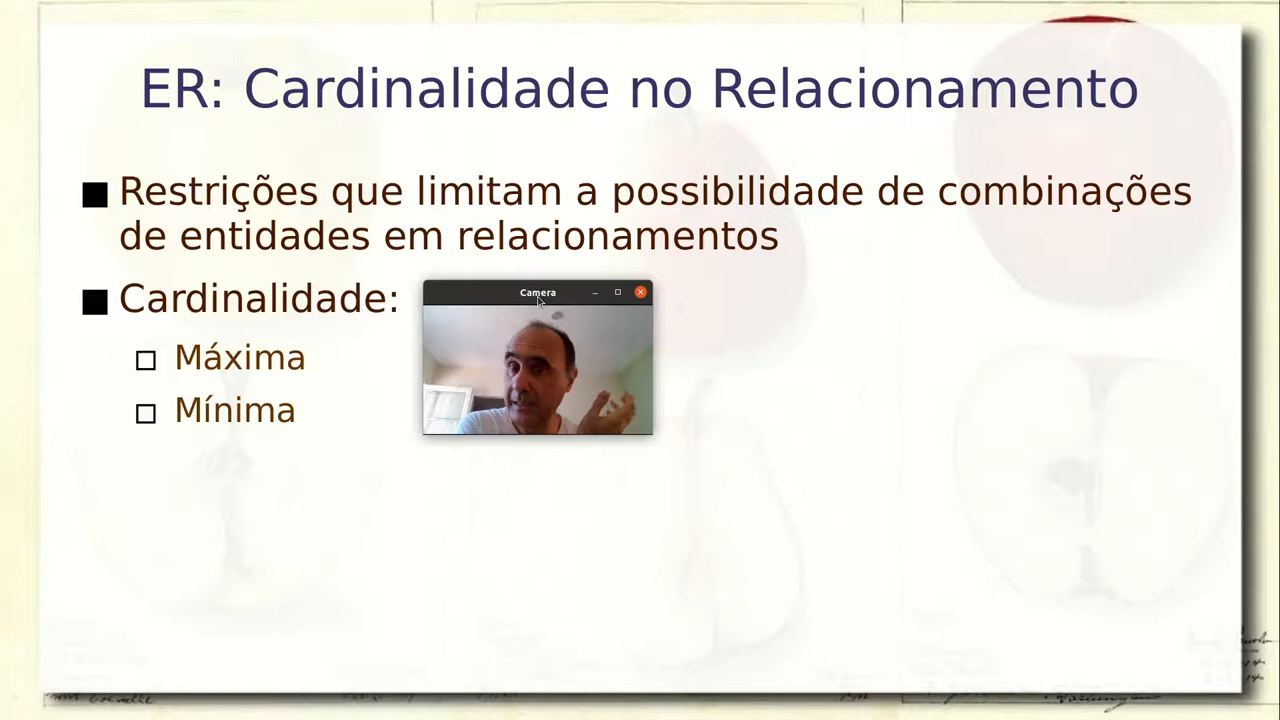 ER: Cardinalidade no Relacionamento
Restrições que limitam a possibilidade de combinações
de entidades em relacionamentos
Cardinalidade:
Camera
Máxima
Mínima